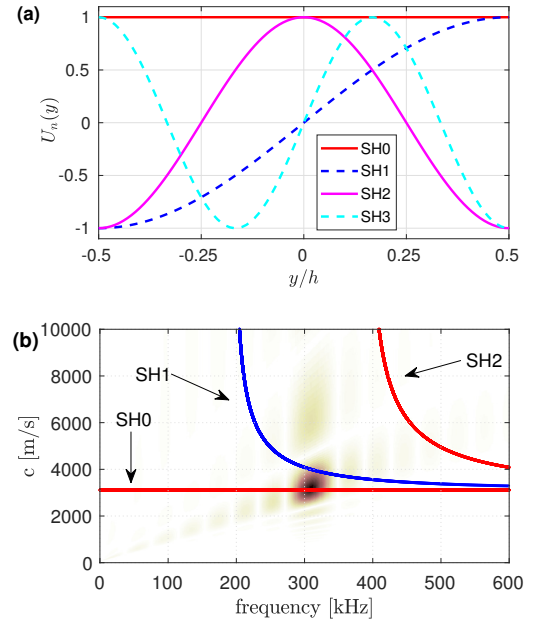 (a)
1
0.5
0
-0.5
-1
U_n(y)
SH0
SH1
SH2
SH3
-0.5 -0.25 0 0.25 0.5
y/h
(b)
10000
8000
6000
4000
2000
0
c [m/s]
SH1
SH0
SH2
0 100 200 300 400 500 600
frequency [kHz]